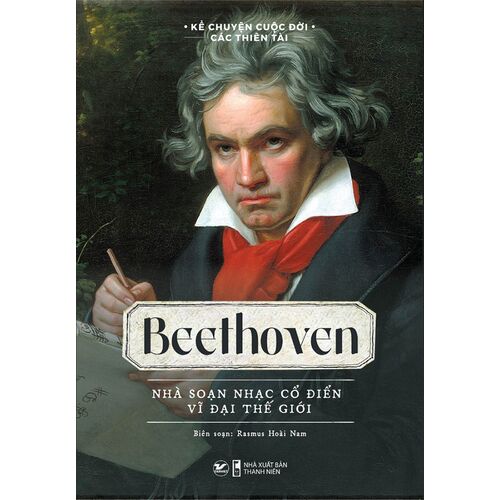 • KỂ CHUYỆN CUỘC ĐỜI •
CÁC THIÊN TÀI
Beethoven
NHÀ SOẠN NHẠC CỔ ĐIỂN
VĨ ĐẠI THẾ GIỚI
Biên soạn: Rasmus Hoài Nam
NHÀ XUẤT BẢN
THANH NIÊN